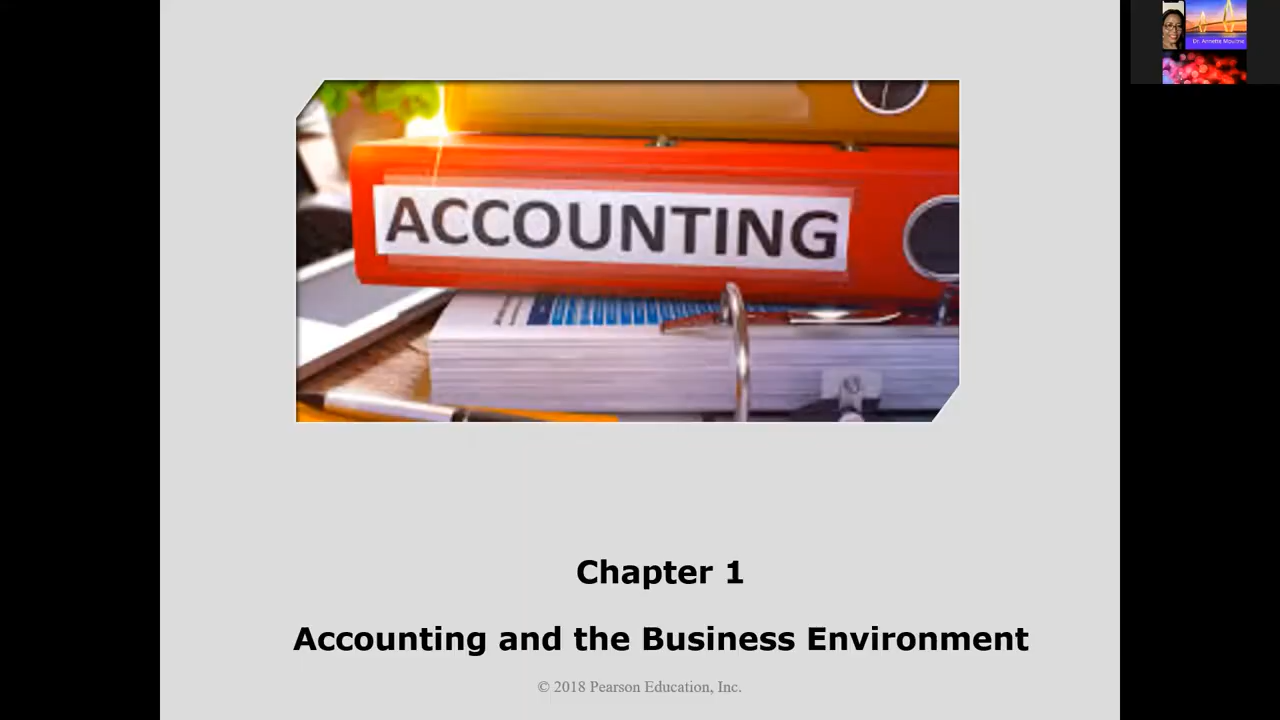 ACCOUNTING
Chapter 1
Accounting and the Business Environment
© 2018 Pearson Education, Inc.